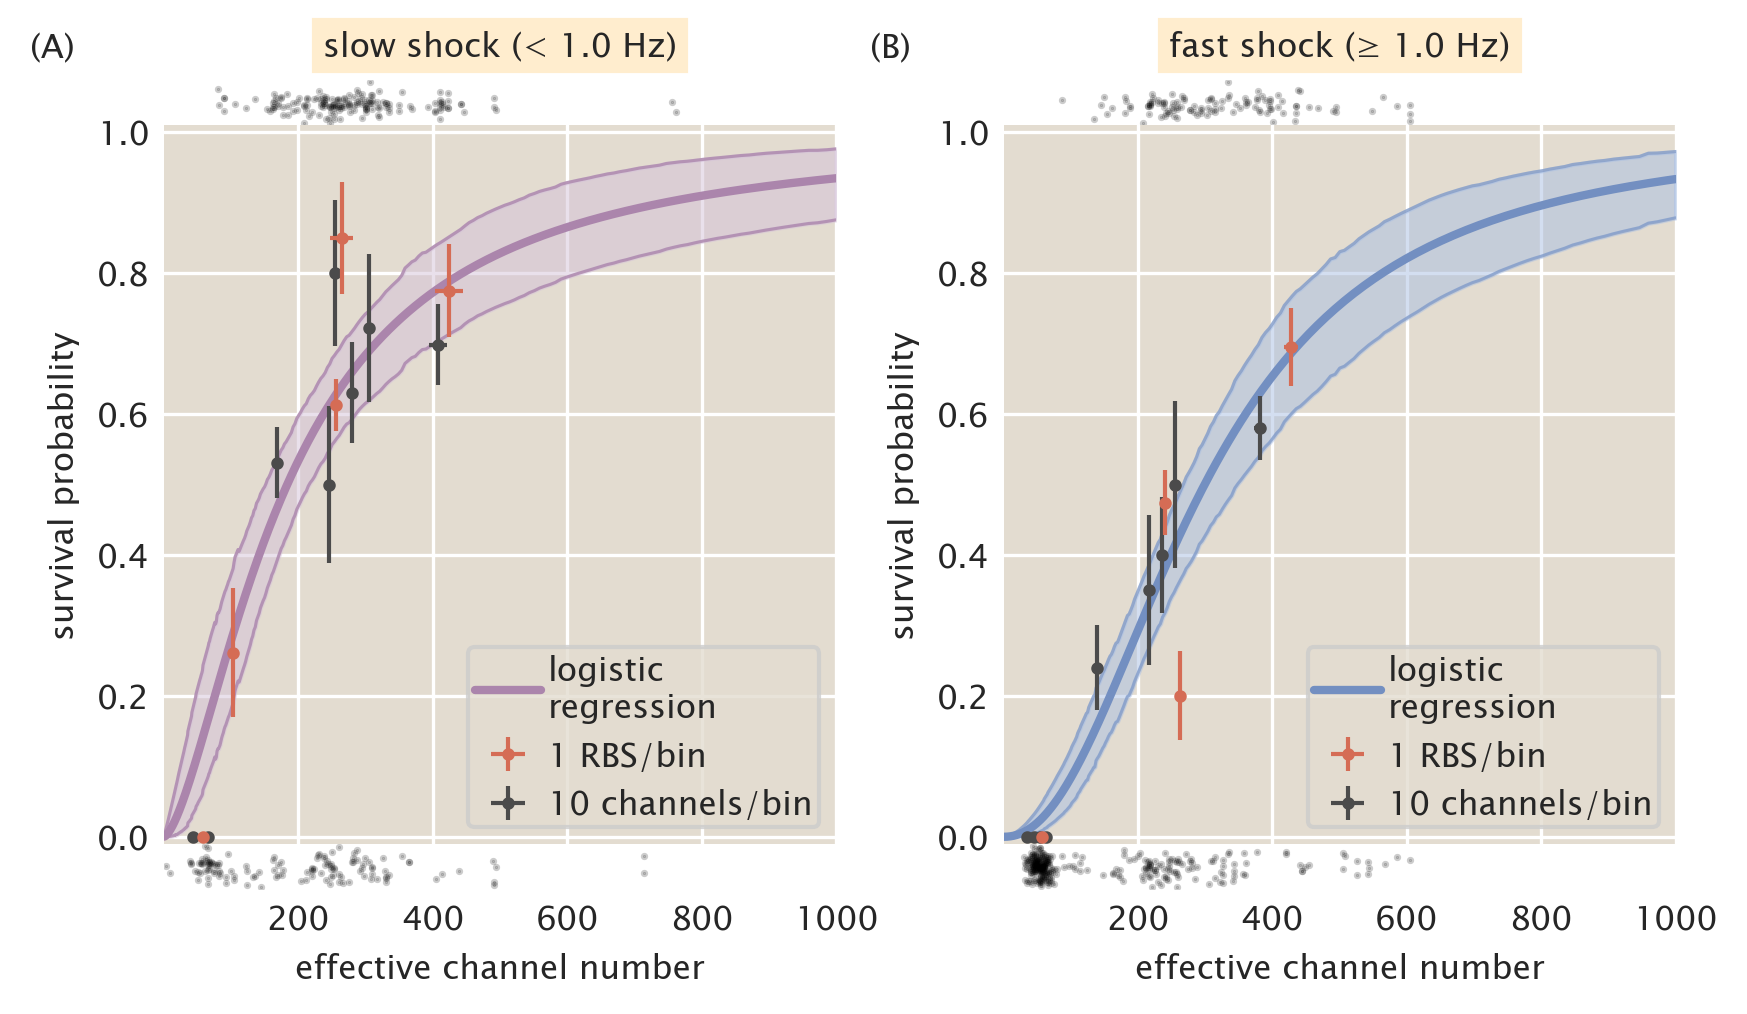 (A)
slow shock (< 1.0 Hz)
1.0
0.8
0.6
0.4
0.2
0.0
survival probability
logistic
regression
1 RBS/bin
10 channels/bin
200 400 600 800 1000
effective channel number
(B)
fast shock (≥ 1.0 Hz)
1.0
0.8
0.6
0.4
0.2
0.0
survival probability
logistic
regression
1 RBS/bin
10 channels/bin
200 400 600 800 1000
effective channel number